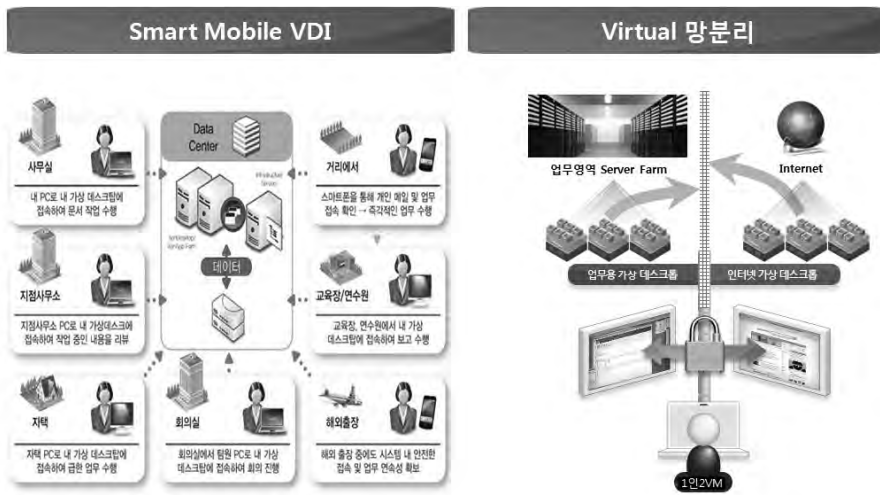 Smart Mobile VDI
Data
Center
데이터
사무실
내 PC로 내 가상 데스크탑에
접속하여 문서 작업 수행
거리에서
스마트폰을 통해 개인 메일 및 업무
접속 확인 → 즉각적인 업무 수행
지점사무소
지점사무소 PC로 내 가상데스크에
접속하여 작업 중인 내용을 리뷰
교육장/연수원
교육장, 연수원에서 내 가상
데스크탑에 접속하여 보고 수행
자택
자택 PC로 내 가상 데스크탑에
접속하여 급한 업무 수행
회의실
회의실에서 팀원 PC로 내 가상
데스크탑에 접속하여 회의 진행
해외출장
해외 출장 중에도 시스템 내 안전한
접속 및 업무 연속성 확보
Virtual 망분리
업무영역 Server Farm
Internet
업무용 가상 데스크톱
인터넷 가상 데스크톱
1인2VM